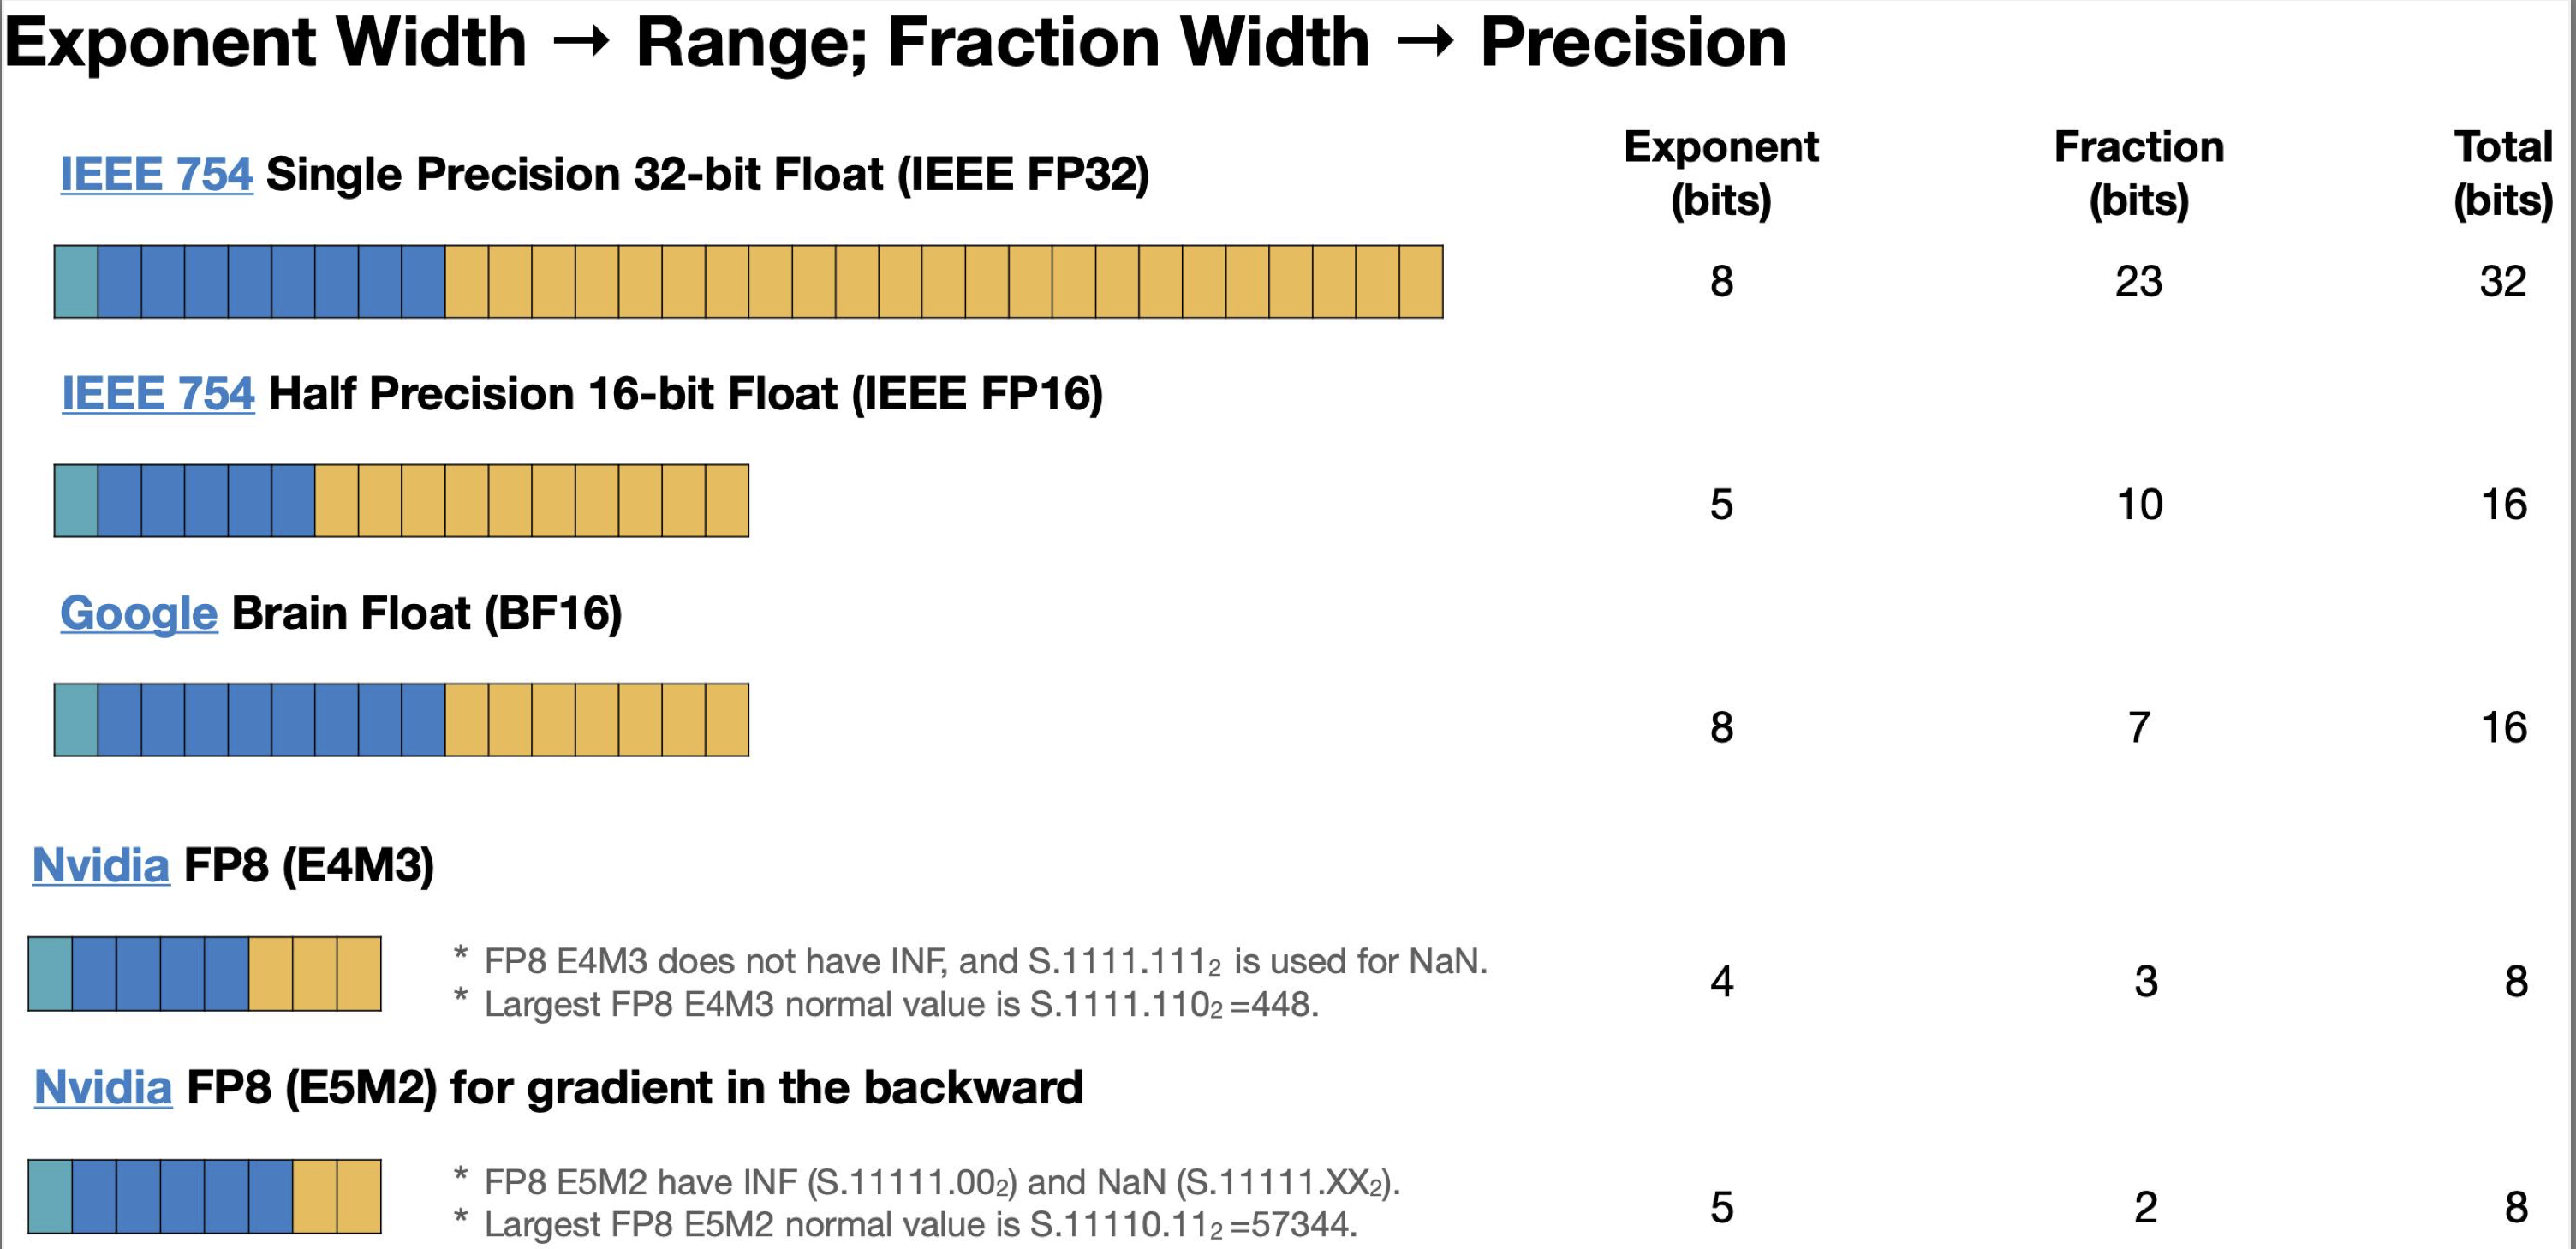 Exponent Width → Range; Fraction Width → Precision
Exponent (bits) Fraction (bits) Total (bits)
IEEE 754 Single Precision 32-bit Float (IEEE FP32)
8 23 32
IEEE 754 Half Precision 16-bit Float (IEEE FP16)
5 10 16
Google Brain Float (BF16)
8 7 16
Nvidia FP8 (E4M3)
* FP8 E4M3 does not have INF, and S.1111.111₂ is used for NaN.
* Largest FP8 E4M3 normal value is S.1111.110₂ =448.
4 3 8
Nvidia FP8 (E5M2) for gradient in the backward
* FP8 E5M2 have INF (S.11111.00₂) and NaN (S.11111.XX₂).
* Largest FP8 E5M2 normal value is S.11110.11₂ =57344.
5 2 8